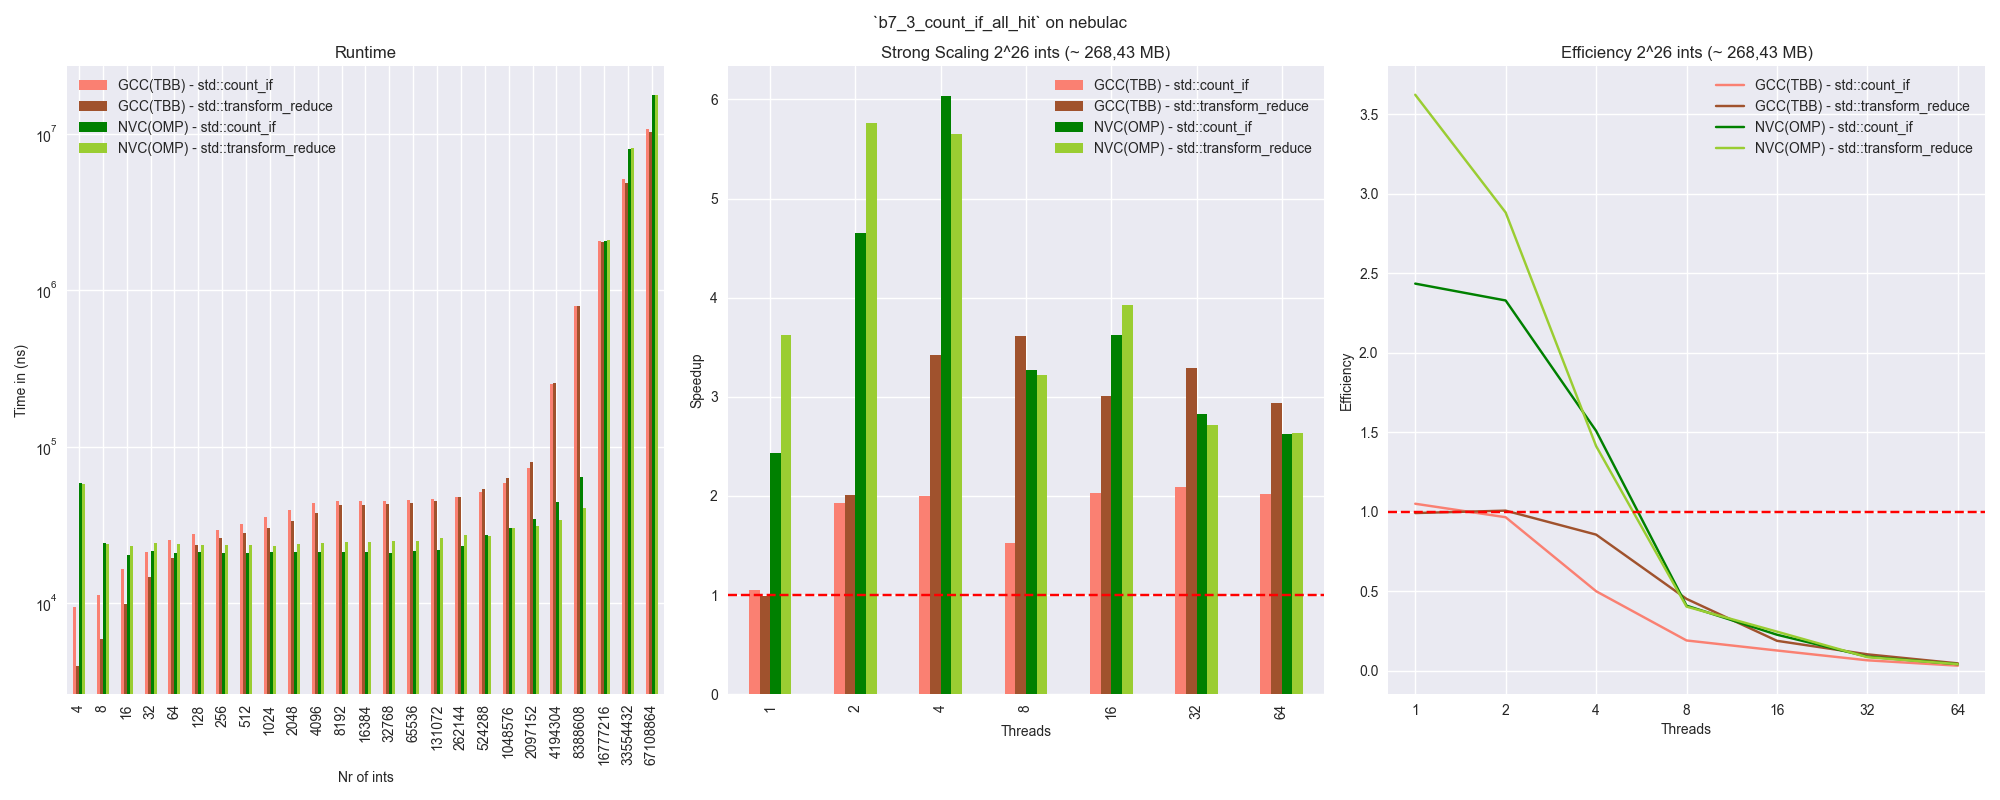 `b7_3_count_if_all_hit` on nebulac
Runtime
GCC(TBB) - std::count_if
GCC(TBB) - std::transform_reduce
NVC(OMP) - std::count_if
NVC(OMP) - std::transform_reduce
10^7
10^6
10^5
10^4
Time in (ns)
4
8
16
32
64
128
256
512
1024
2048
4096
8192
16384
32768
65536
131072
262144
524288
1048576
2097152
4194304
8388608
16777216
33554432
67108864
Nr of ints
Strong Scaling 2^26 ints (~ 268,43 MB)
GCC(TBB) - std::count_if
GCC(TBB) - std::transform_reduce
NVC(OMP) - std::count_if
NVC(OMP) - std::transform_reduce
6
5
4
3
2
1
0
Speedup
1
2
4
8
16
32
64
Threads
Efficiency 2^26 ints (~ 268,43 MB)
GCC(TBB) - std::count_if
GCC(TBB) - std::transform_reduce
NVC(OMP) - std::count_if
NVC(OMP) - std::transform_reduce
3.5
3.0
2.5
2.0
1.5
1.0
0.5
0.0
Efficiency
1
2
4
8
16
32
64
Threads